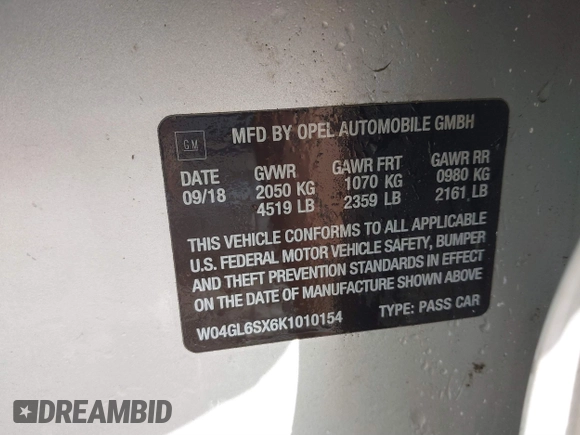 GM
MFD BY OPEL AUTOMOBILE GMBH
DATE GVWR GAWR FRT GAWR RR
09/18 2050 KG 1070 KG 0980 KG
4519 LB 2359 LB 2161 LB
THIS VEHICLE CONFORMS TO ALL APPLICABLE
U.S. FEDERAL MOTOR VEHICLE SAFETY, BUMPER
AND THEFT PREVENTION STANDARDS IN EFFECT
ON THE DATE OF MANUFACTURE SHOWN ABOVE
W04GL6SX6K1010154 TYPE: PASS CAR
DREAMBID